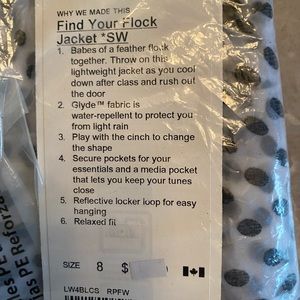 WHY WE MADE THIS
Find Your Flock
Jacket *SW
1. Babes of a feather flock
together. Throw on this
lightweight jacket as you cool
down after class and rush out
the door
2. Glyde™ fabric is
water-repellent to protect you
from light rain
3. Play with the cinch to change
the shape
4. Secure pockets for your
essentials and a media pocket
that lets you keep your tunes
close
5. Reflective locker loop for easy
hanging
6. Relaxed fit
SIZE 8 $
LW4BLCS RPFW